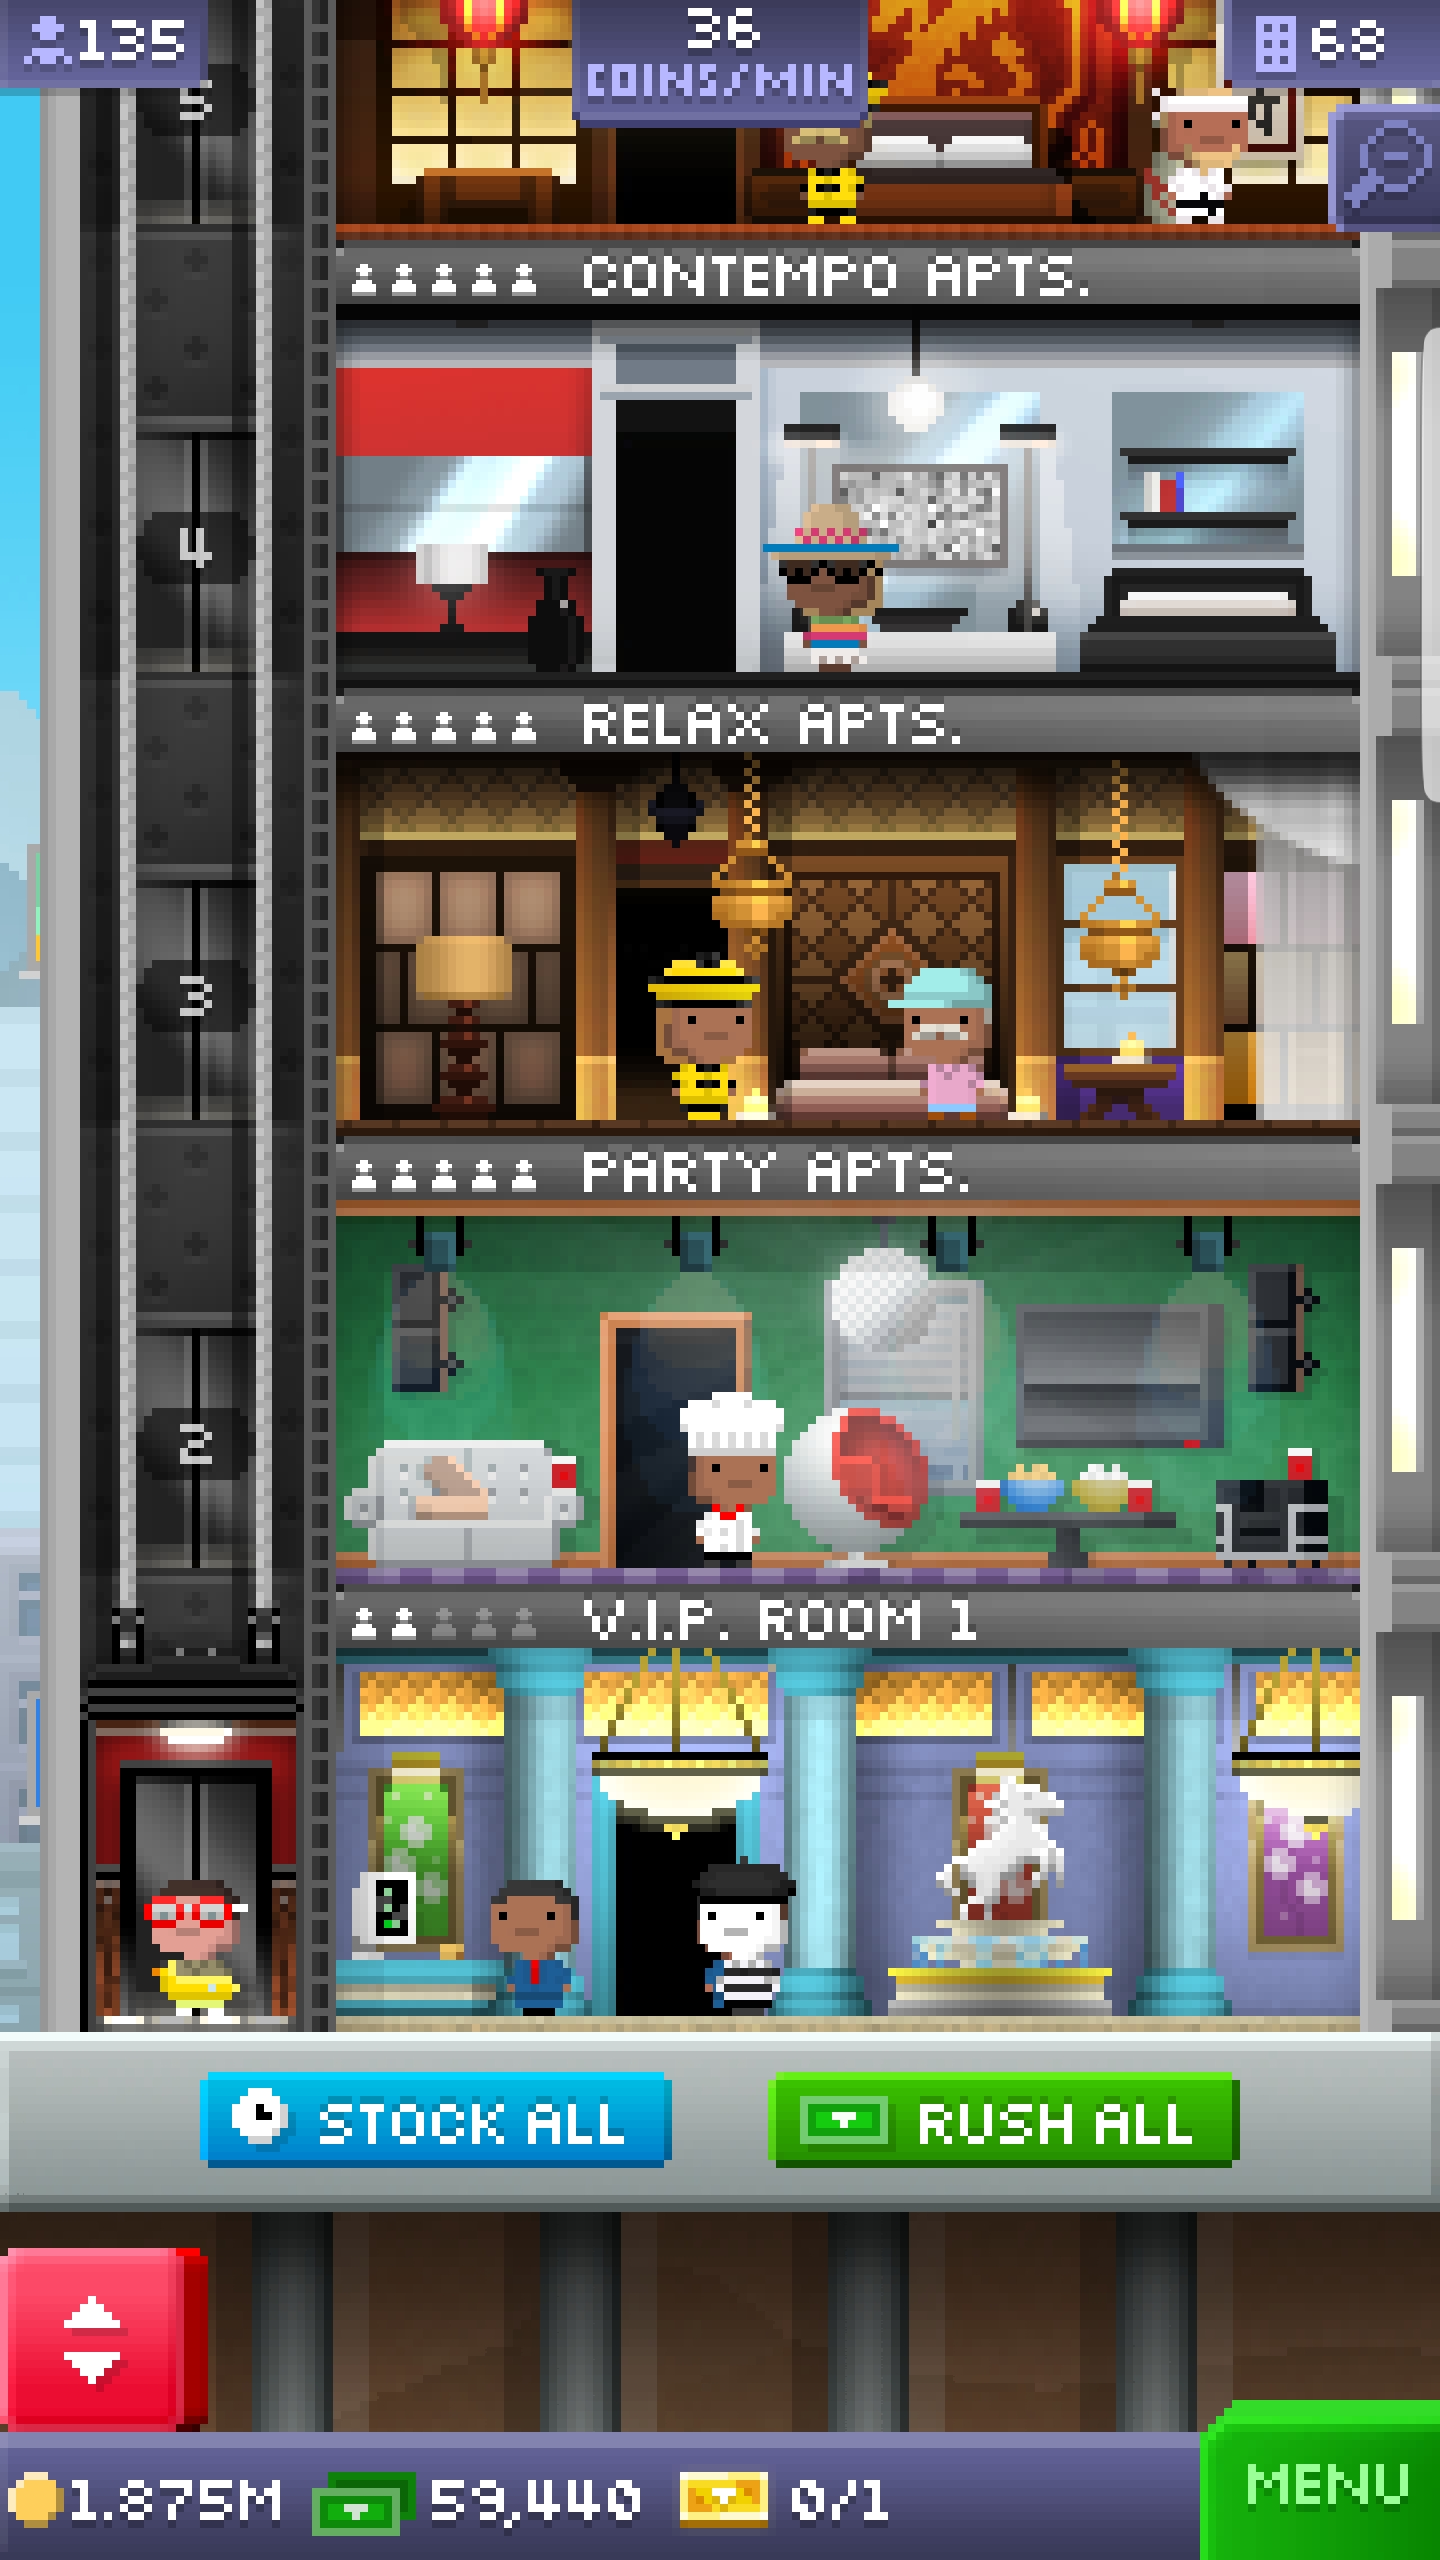 135
36
COINS/MIN
68
5
CONTEMPO APTS.
4
RELAX APTS.
3
PARTY APTS.
2
V.I.P. ROOM 1
STOCK ALL
RUSH ALL
1.875M 59,440 0/1
MENU